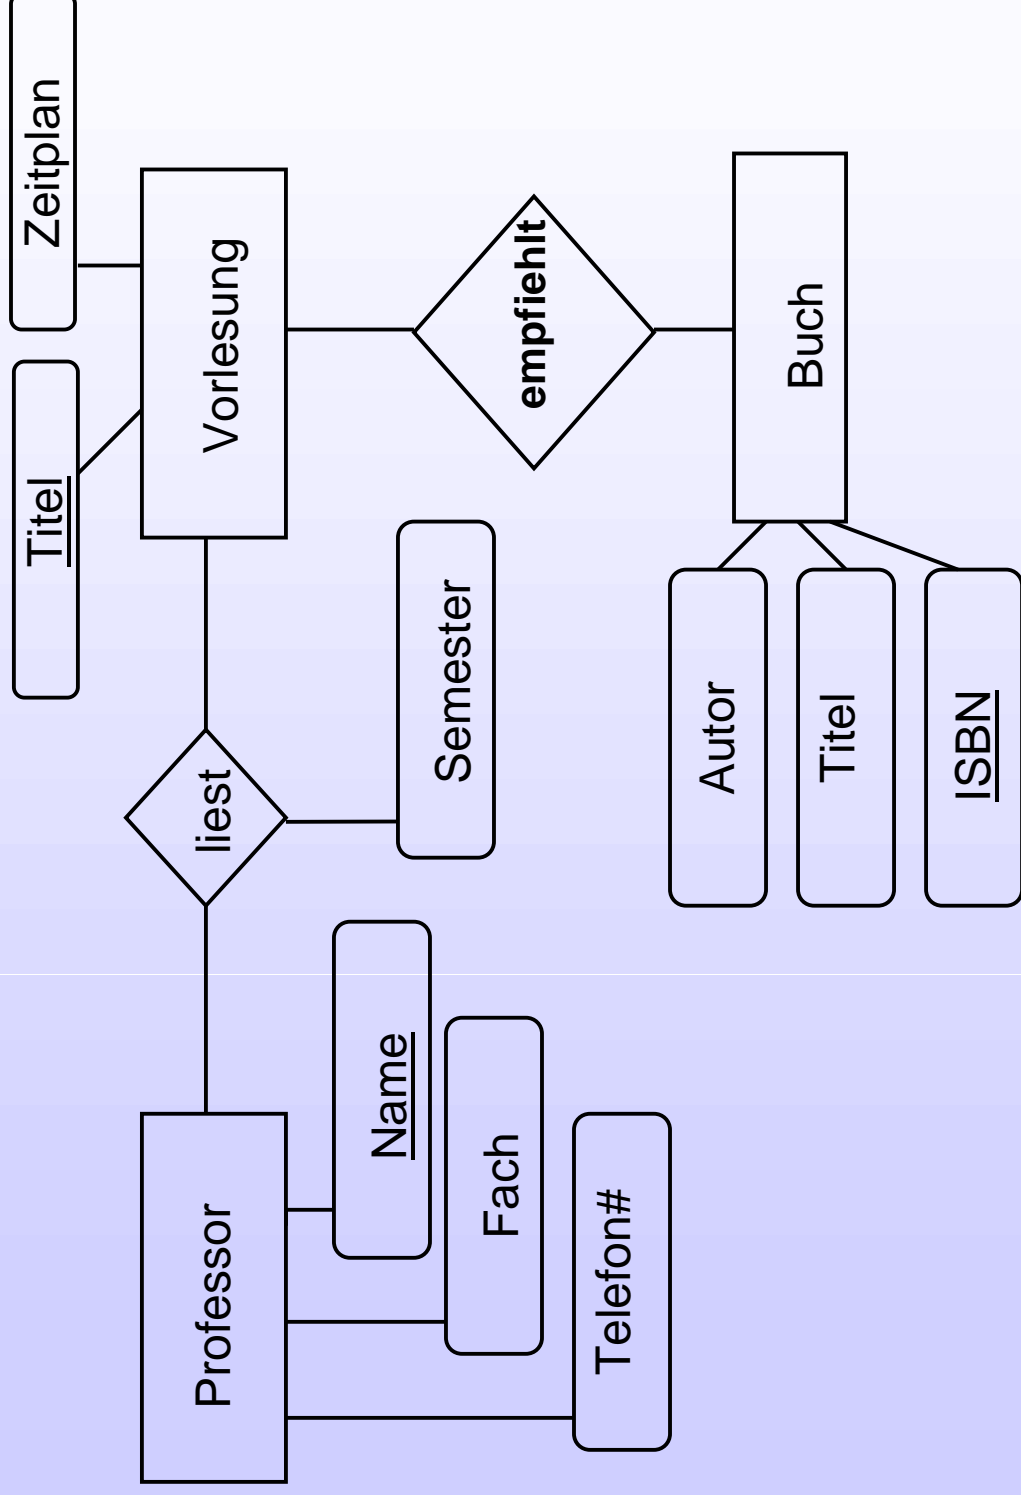 Titel
Zeitplan
Professor
liest
Vorlesung
Name
Semester
Fach
empfiehlt
Telefon#
Autor
Buch
Titel
ISBN